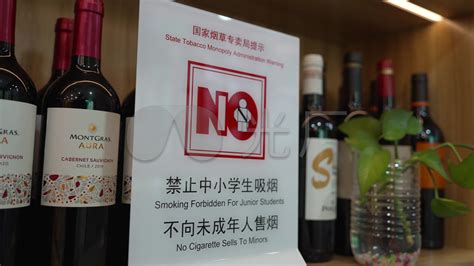 国家烟草专卖局提示
State Tobacco Monopoly Administration Warning
NO
禁止中小学生吸烟
Smoking Forbidden For Junior Students
不向未成年人售烟
No Cigarette Sells To Minors
MONTGRAS
AURA
CABERNET SAUVIGNON